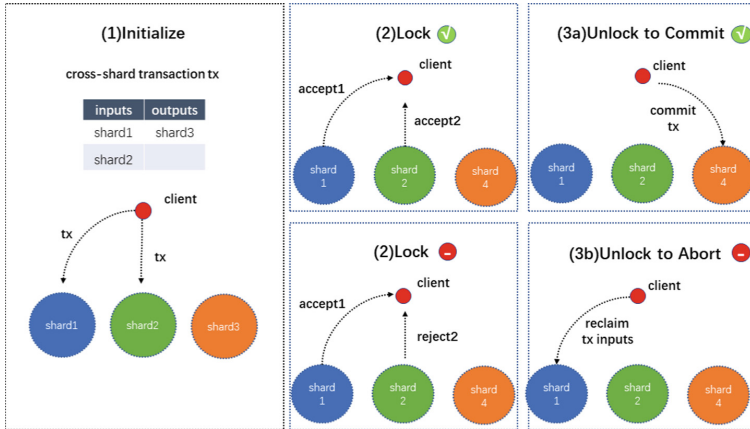 (1)Initialize
cross-shard transaction tx
inputs outputs
shard1 shard3
shard2
client
tx
tx
shard1 shard2 shard3
(2)Lock √
client
accept1
accept2
shard
1
shard
2
shard
4
(3a)Unlock to Commit √
client
commit
tx
shard
1
shard
2
shard
4
(2)Lock -
client
accept1
reject2
shard
1
shard
2
shard
4
(3b)Unlock to Abort -
client
reclaim
tx inputs
shard
1
shard
2
shard
4